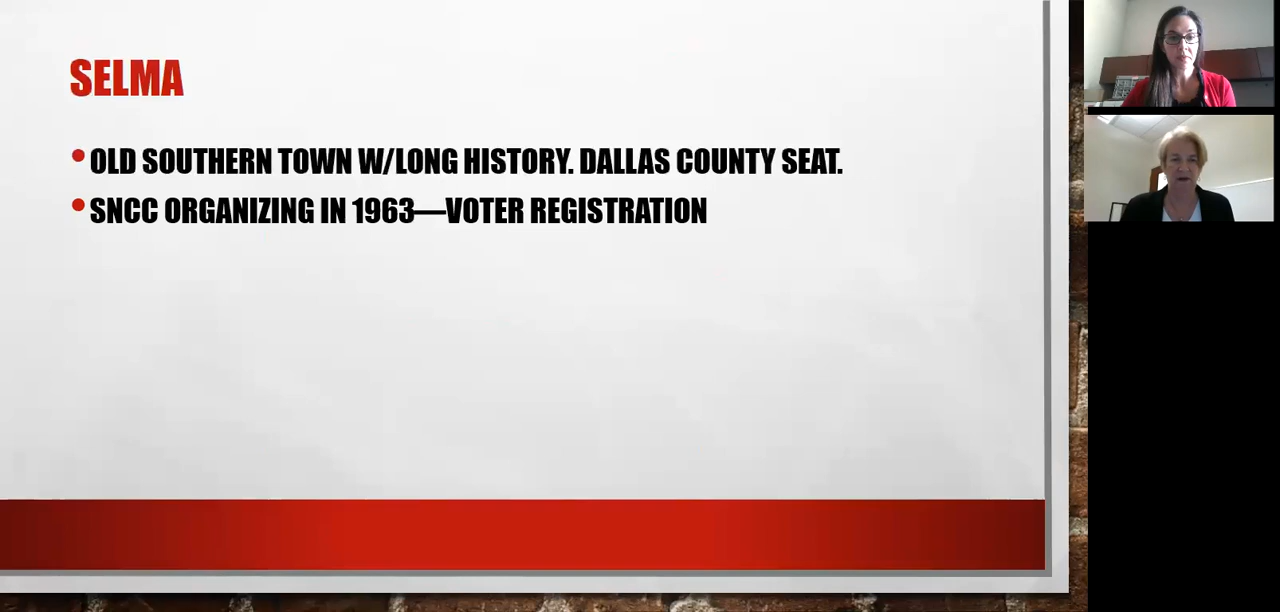 SELMA
•OLD SOUTHERN TOWN W/LONG HISTORY. DALLAS COUNTY SEAT.
•SNCC ORGANIZING IN 1963—VOTER REGISTRATION